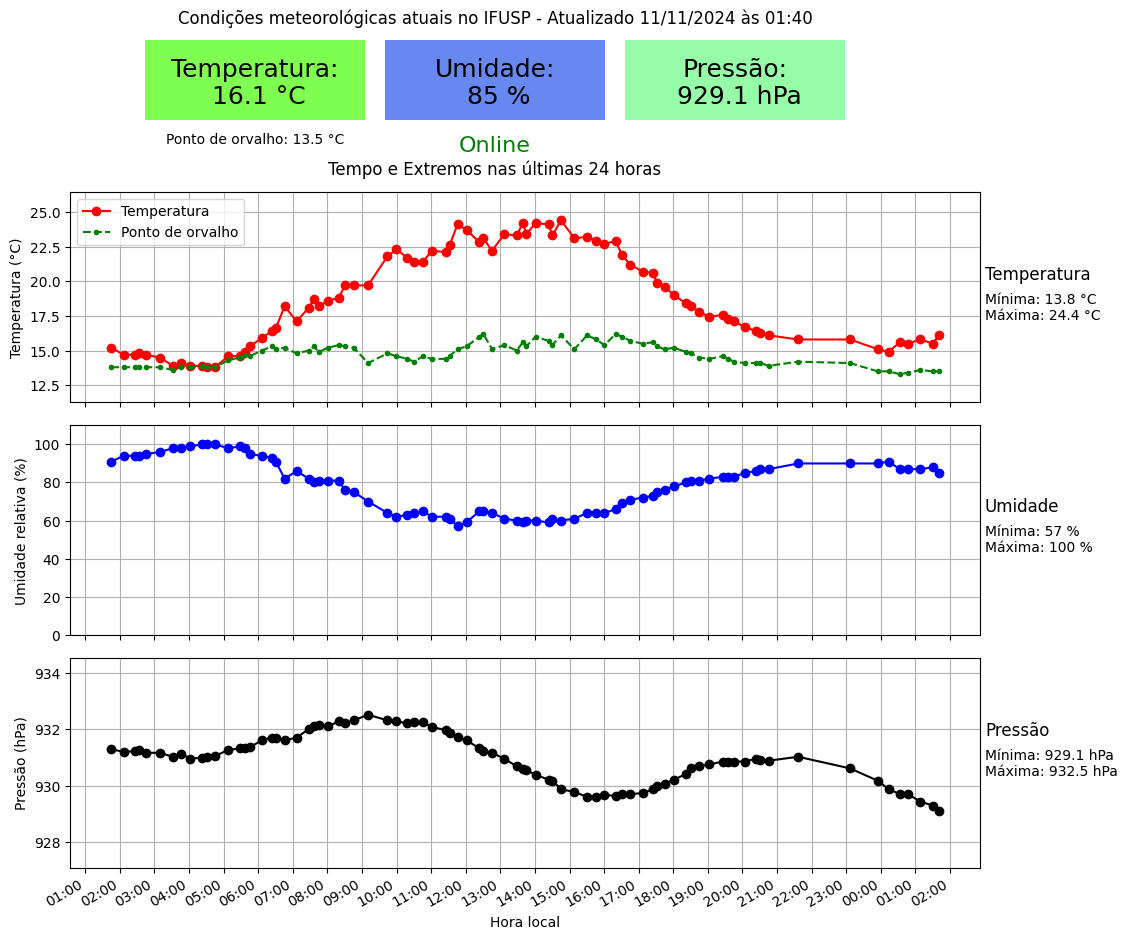 Condições meteorológicas atuais no IFUSP - Atualizado 11/11/2024 às 01:40
Temperatura:
16.1 °C
Umidade:
85 %
Pressão:
929.1 hPa
Ponto de orvalho: 13.5 °C
Online
Tempo e Extremos nas últimas 24 horas
Temperatura (°C)
25.0
22.5
20.0
17.5
15.0
12.5
Temperatura
Ponto de orvalho
Temperatura
Mínima: 13.8 °C
Máxima: 24.4 °C
Umidade relativa (%)
100
80
60
40
20
0
Umidade
Mínima: 57 %
Máxima: 100 %
Pressão (hPa)
934
932
930
928
Pressão
Mínima: 929.1 hPa
Máxima: 932.5 hPa
01:00 02:00 03:00 04:00 05:00 06:00 07:00 08:00 09:00 10:00 11:00 12:00 13:00 14:00 15:00 16:00 17:00 18:00 19:00 20:00 21:00 22:00 23:00 00:00 01:00 02:00
Hora local